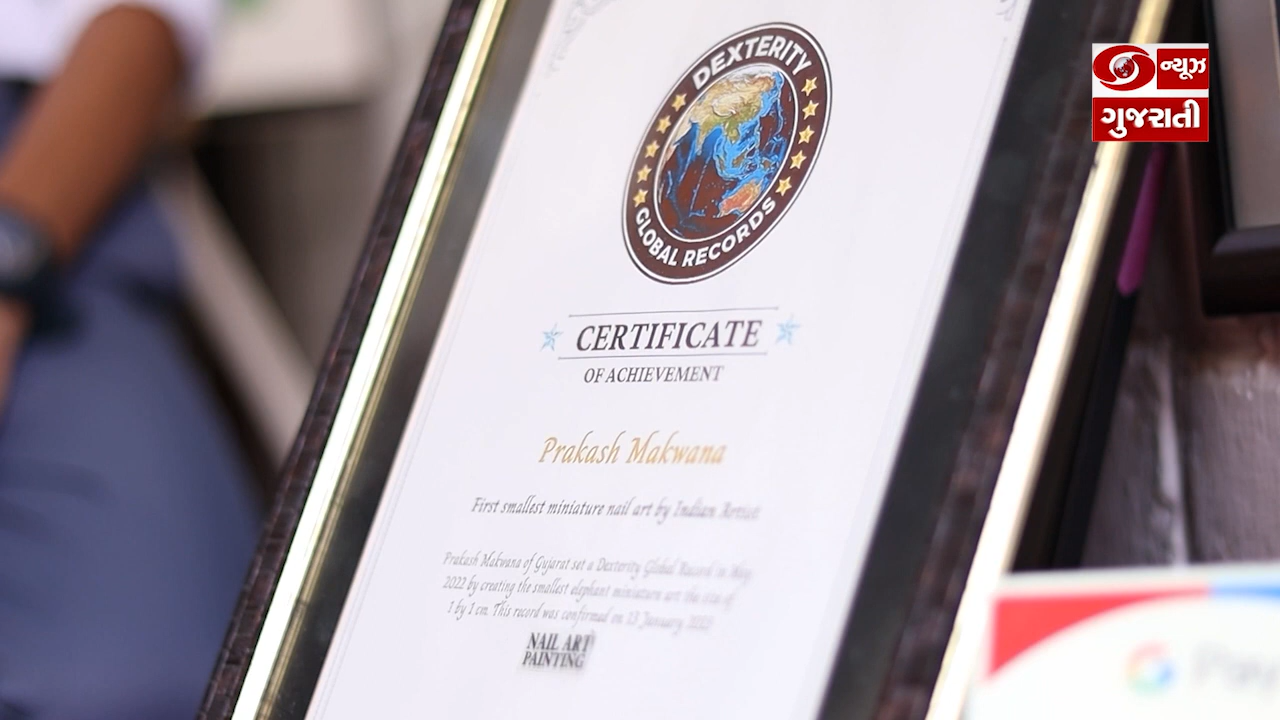 DEXTERITY
GLOBAL RECORDS
ન્યૂઝ
ગુજરાતી
CERTIFICATE
OF ACHIEVEMENT
Prakash Makwana
First smallest miniature nail art by Indian Artist
Prakash Makwana of Gujarat set a Dexterity Global Record in May
2022 by creating the smallest elephant miniature art the size of
1 by 1 cm. This record was confirmed on 13 January
NAIL ART
PAINTING
G Pay